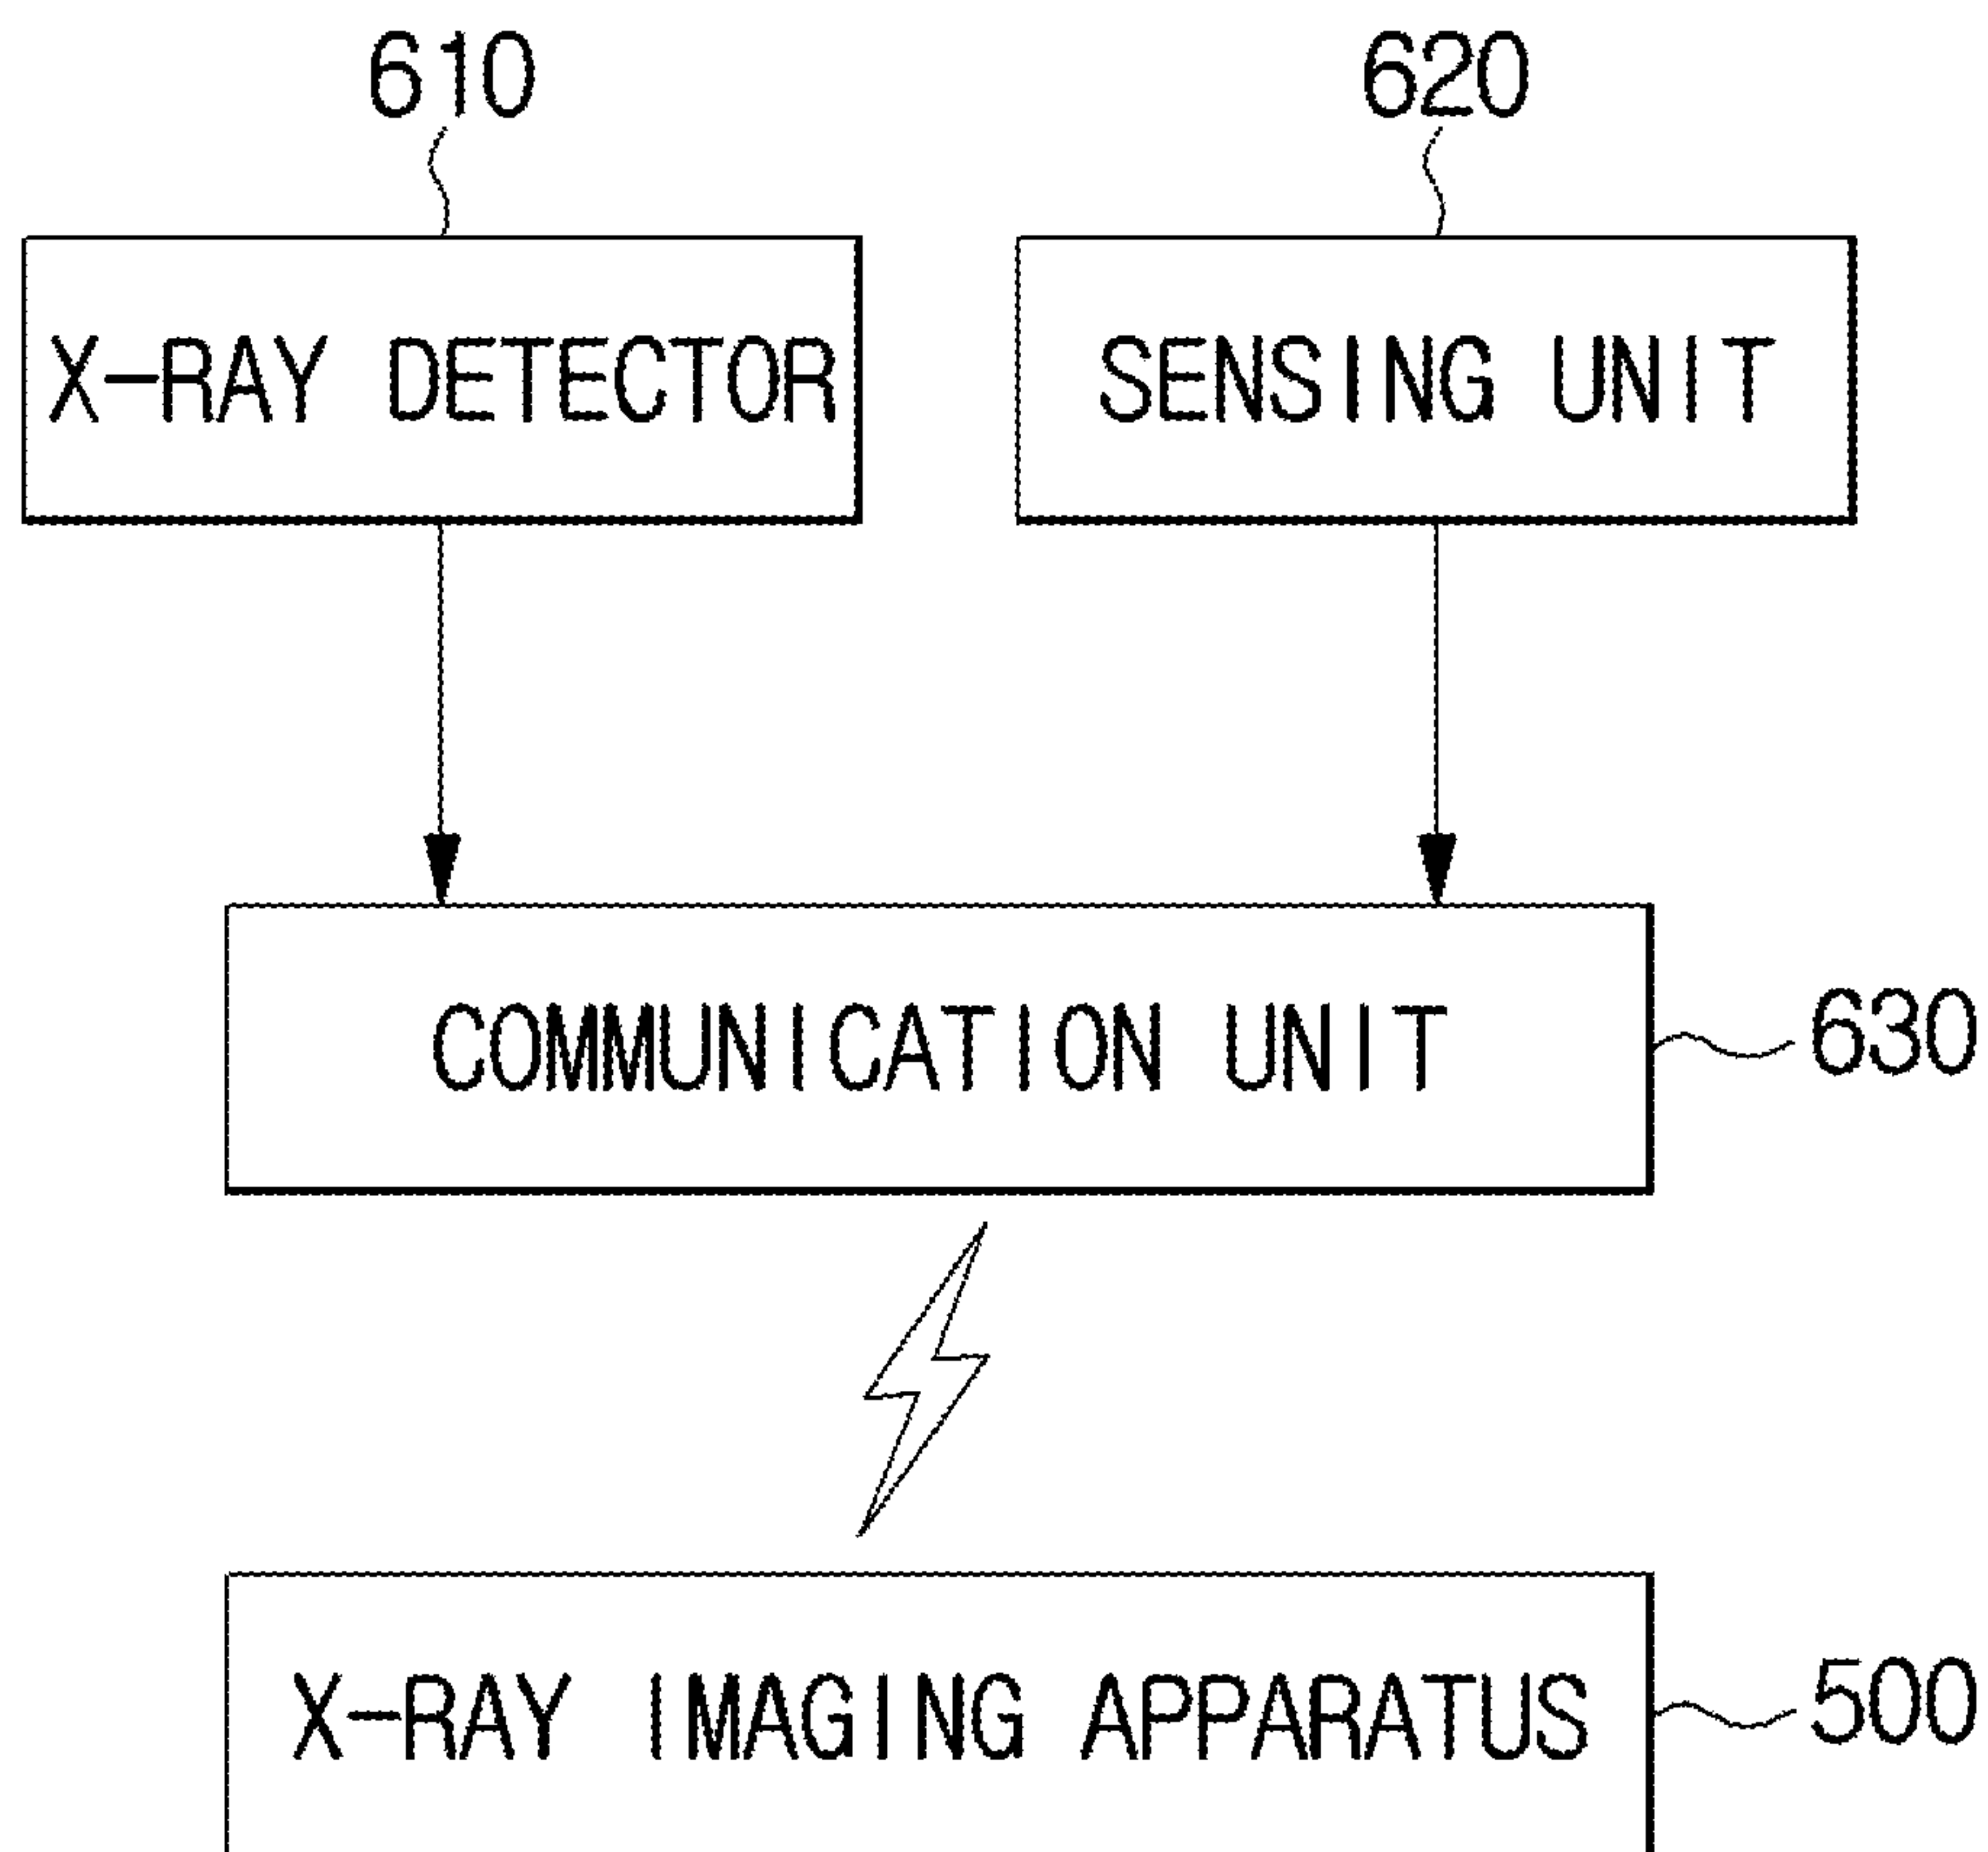 610
620
X-RAY DETECTOR
SENSING UNIT
COMMUNICATION UNIT
630
X-RAY IMAGING APPARATUS
500